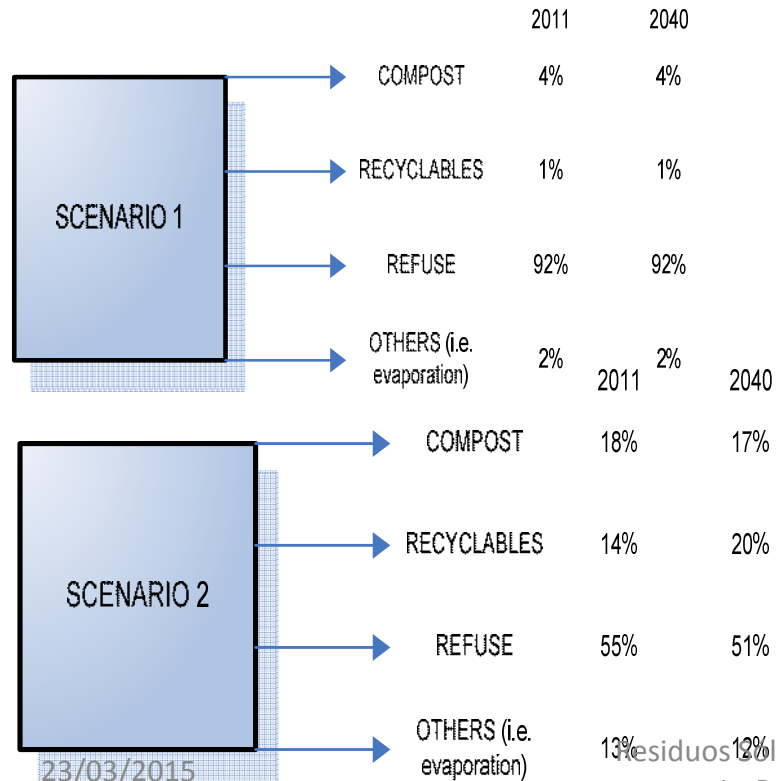 2011 2040
COMPOST 4% 4%
RECYCLABLES 1% 1%
SCENARIO 1
REFUSE 92% 92%
OTHERS (i.e.
evaporation) 2% 2%
2011 2040
COMPOST 18% 17%
RECYCLABLES 14% 20%
SCENARIO 2
REFUSE 55% 51%
OTHERS (i.e.
evaporation) 13% 12%
23/03/2015 Residuos Sol